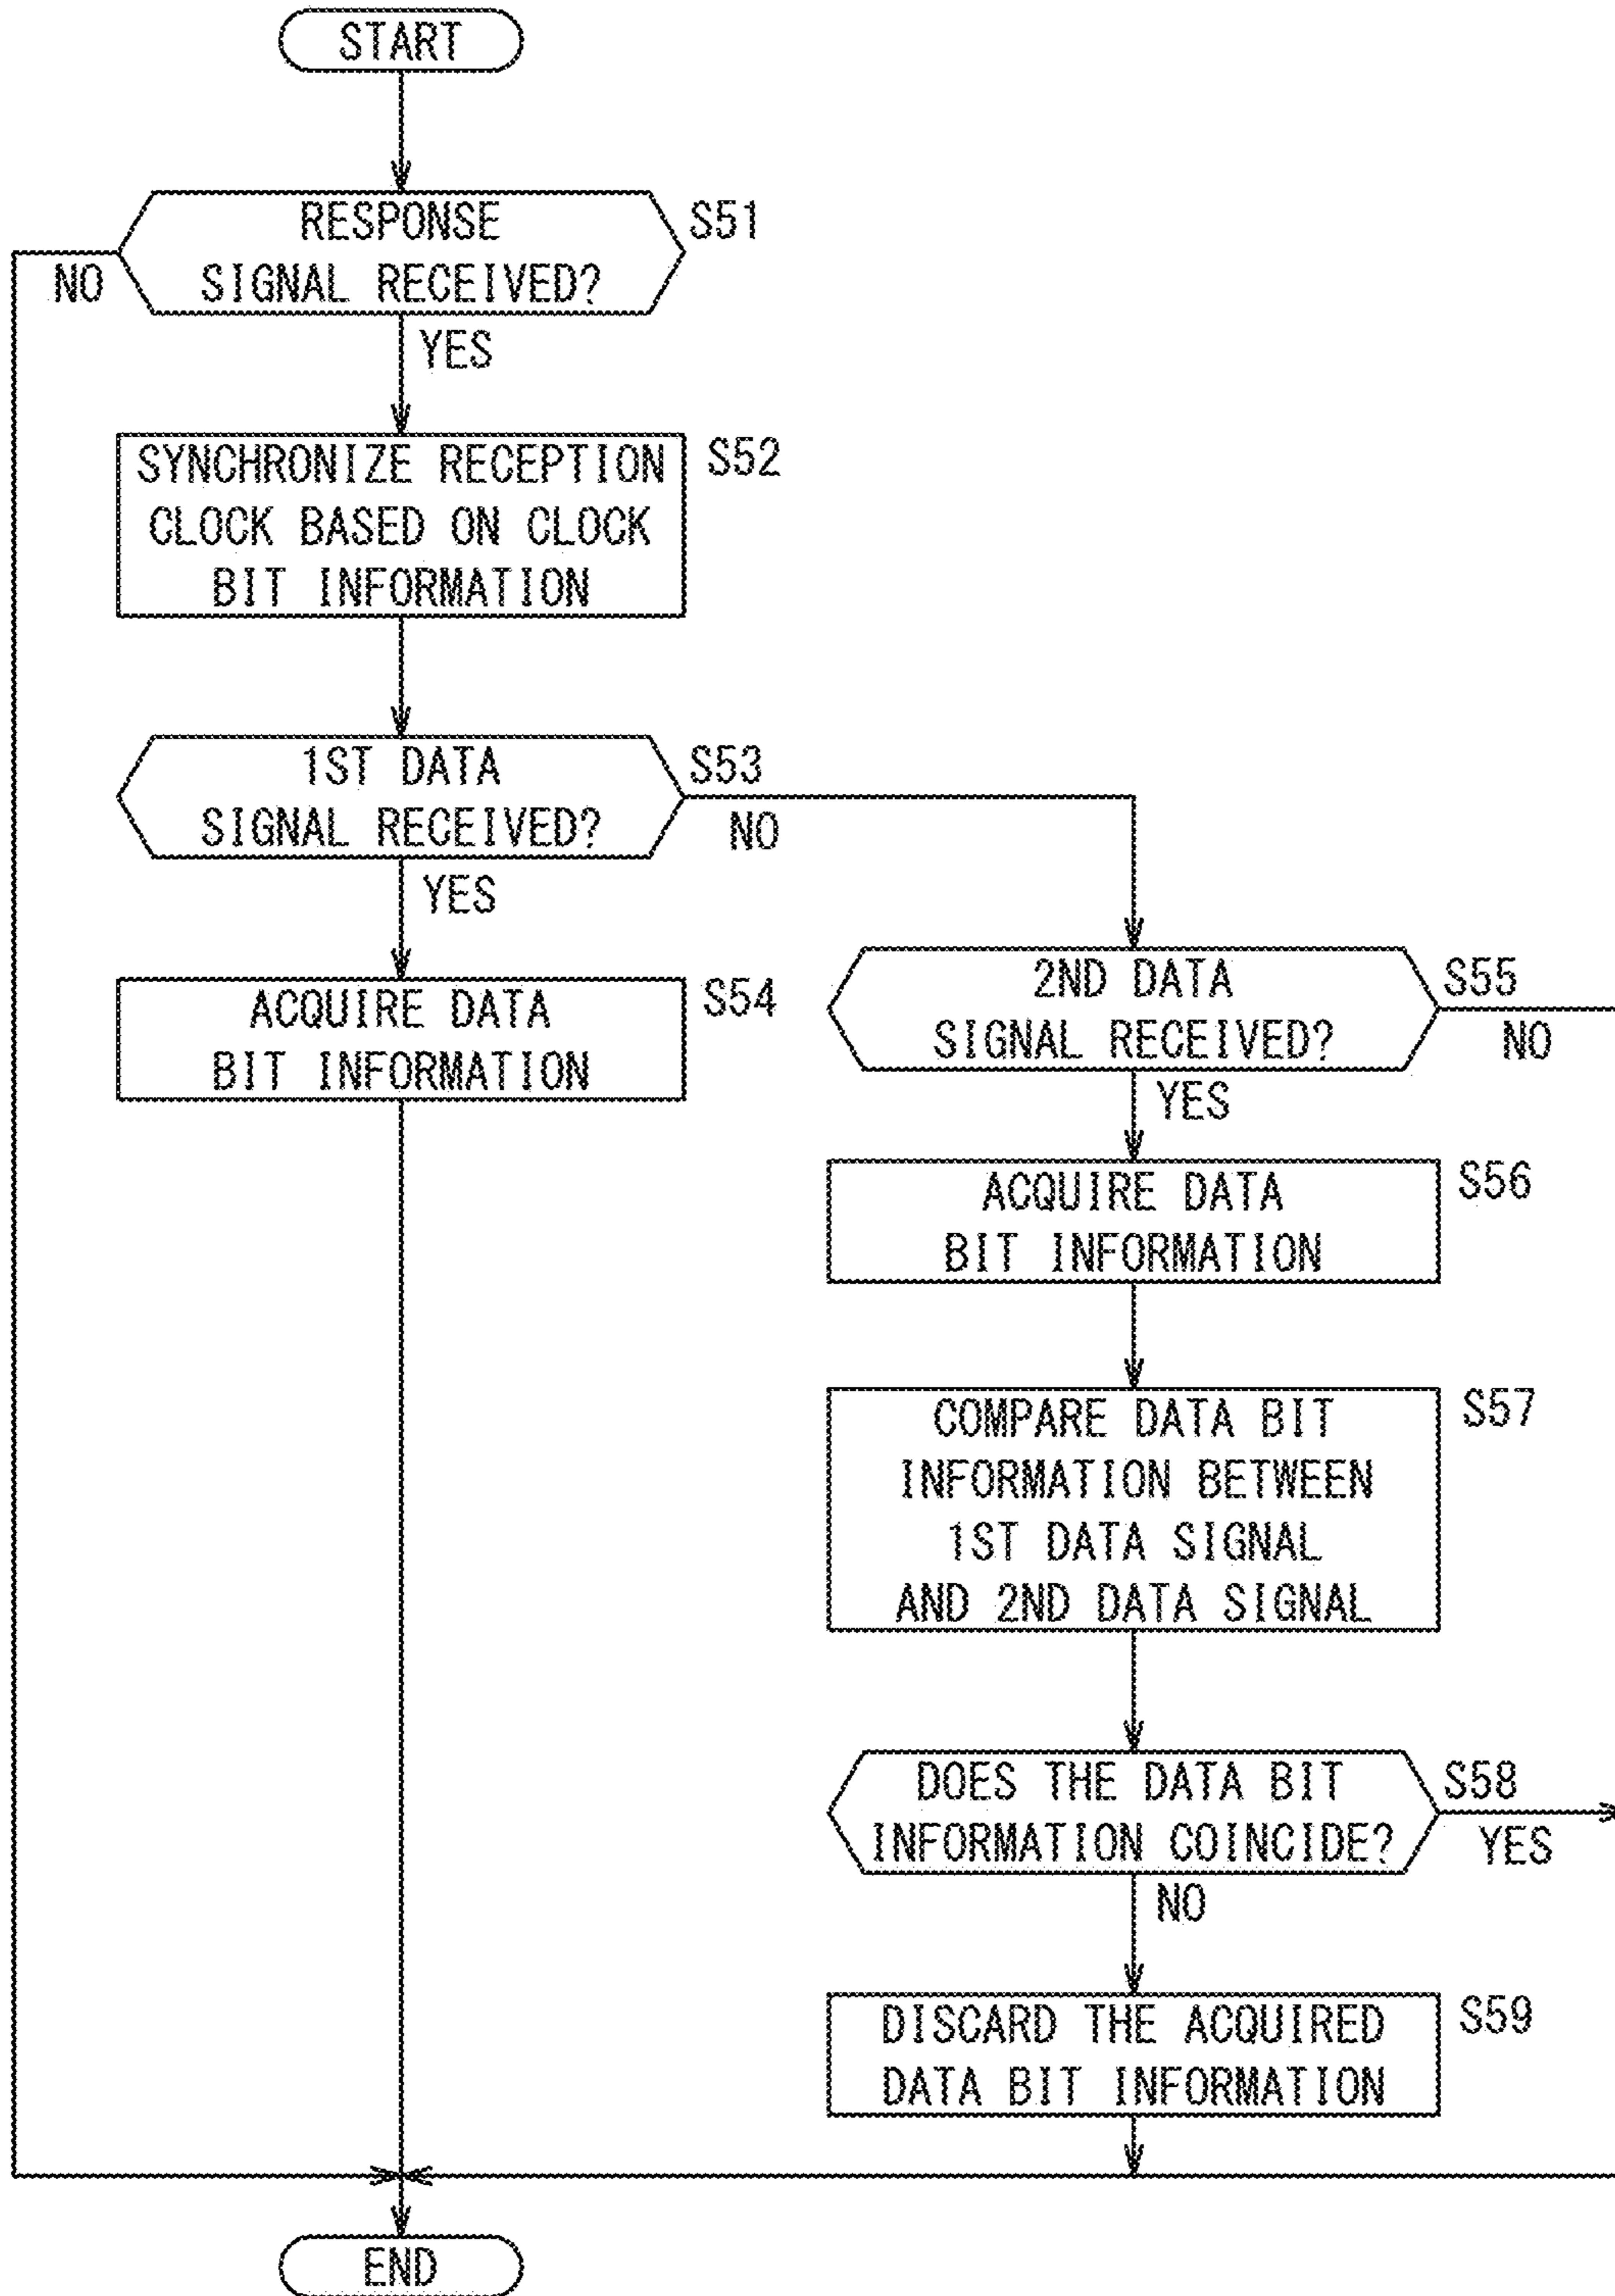 START
RESPONSE
SIGNAL RECEIVED?
S51
NO
YES
SYNCHRONIZE RECEPTION
CLOCK BASED ON CLOCK
BIT INFORMATION
S52
1ST DATA
SIGNAL RECEIVED?
S53
NO
YES
ACQUIRE DATA
BIT INFORMATION
S54
2ND DATA
SIGNAL RECEIVED?
S55
NO
YES
ACQUIRE DATA
BIT INFORMATION
S56
COMPARE DATA BIT
INFORMATION BETWEEN
1ST DATA SIGNAL
AND 2ND DATA SIGNAL
S57
DOES THE DATA BIT
INFORMATION COINCIDE?
S58
YES
NO
DISCARD THE ACQUIRED
DATA BIT INFORMATION
S59
END